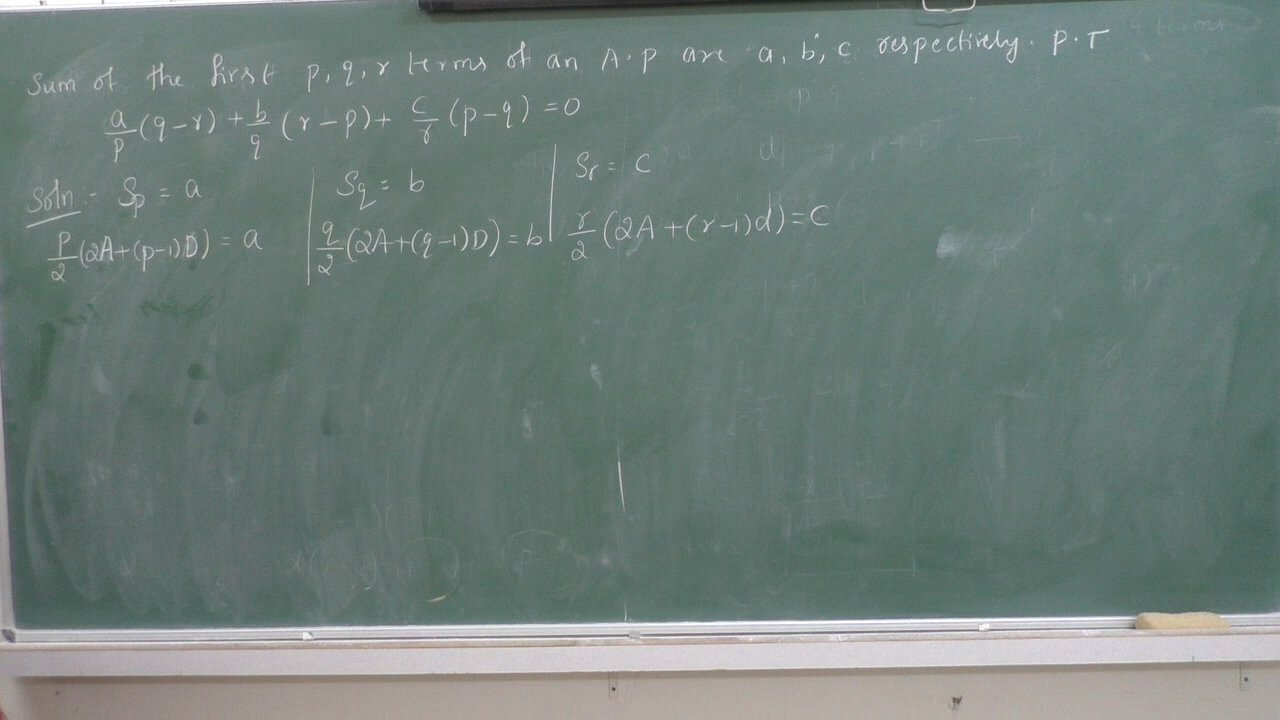 Sum of the first p, q, r terms of an A.P are a, b, c respectively. P.T
a/p (q-r) + b/q (r-p) + c/r (p-q) = 0
Soln:- Sp = a | Sq = b | Sr = c
p/2 (2A+(p-1)D) = a | q/2 (2A+(q-1)D) = b | r/2 (2A+(r-1)d) = c